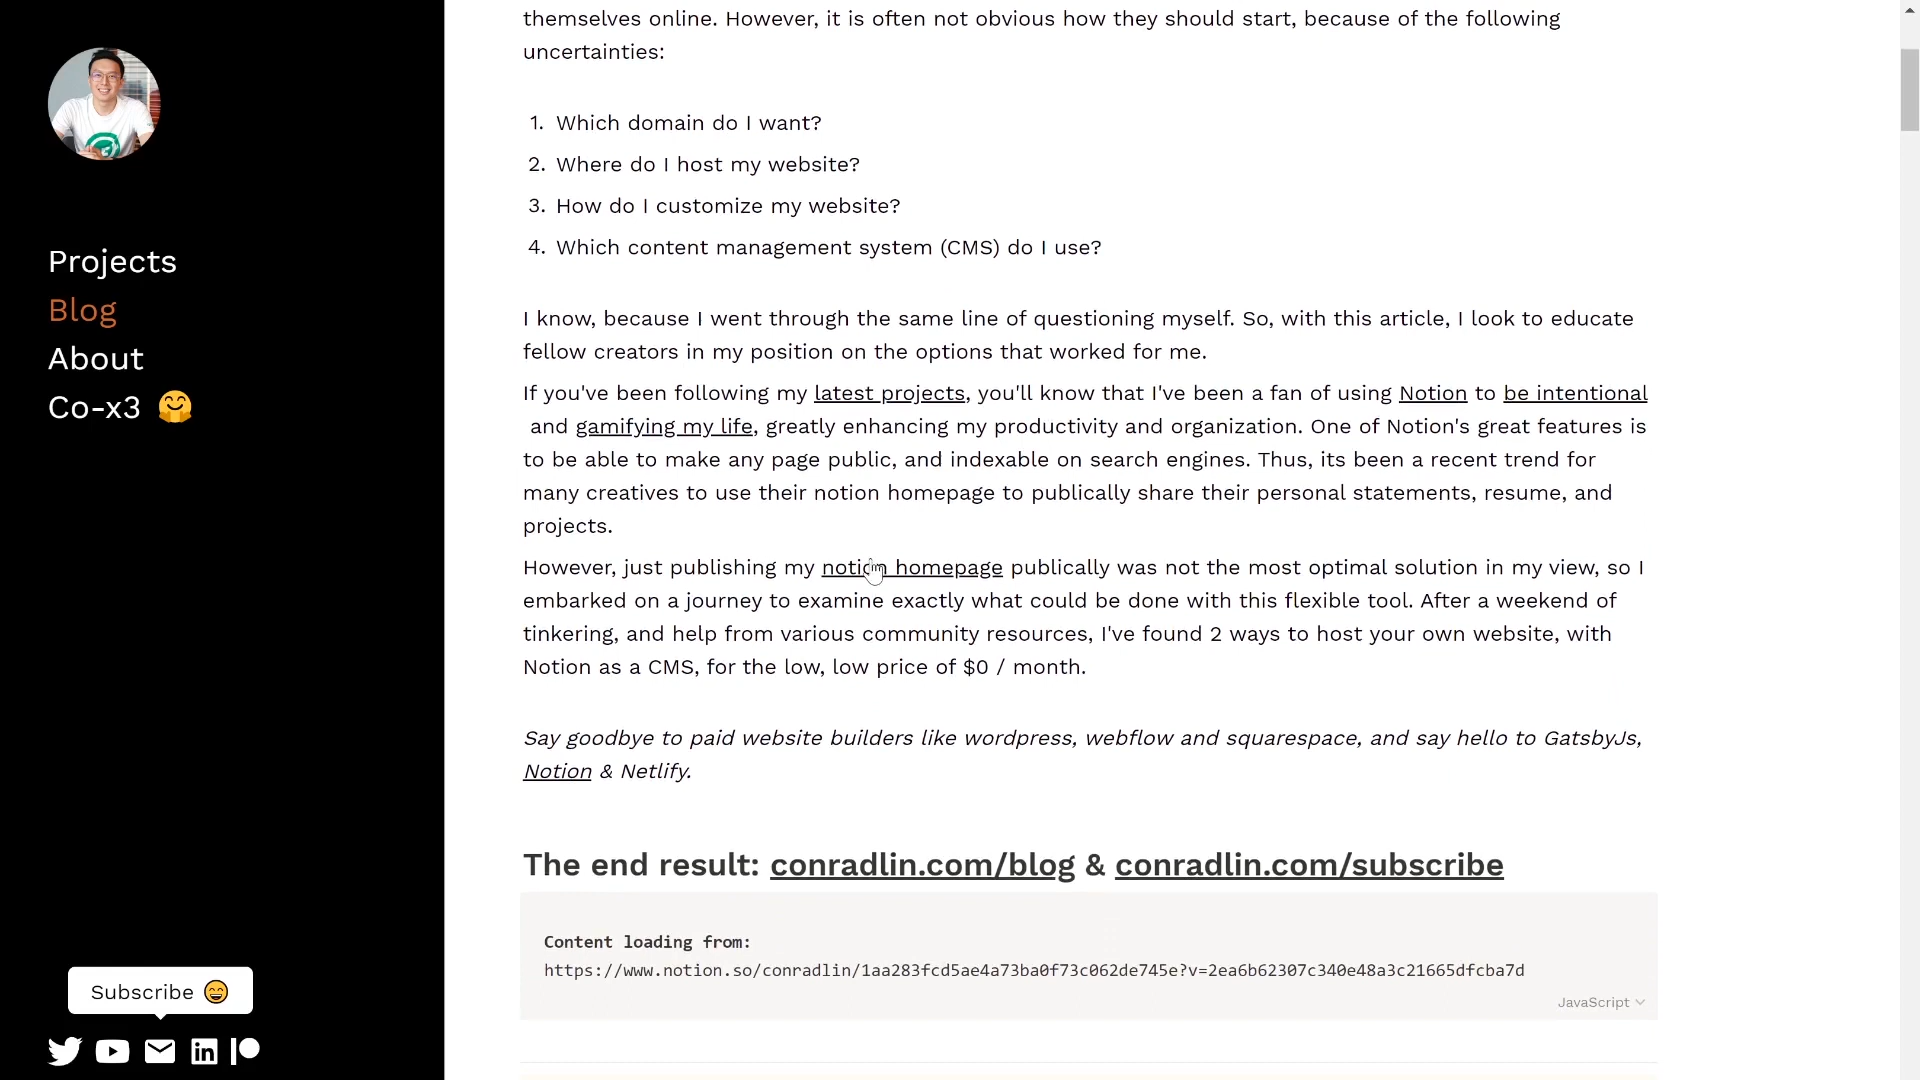 Projects
Blog
About
Co-x3 🤗
Subscribe 😄
themselves online. However, it is often not obvious how they should start, because of the following
uncertainties:
1. Which domain do I want?
2. Where do I host my website?
3. How do I customize my website?
4. Which content management system (CMS) do I use?
I know, because I went through the same line of questioning myself. So, with this article, I look to educate
fellow creators in my position on the options that worked for me.
If you've been following my latest projects, you'll know that I've been a fan of using Notion to be intentional
and gamifying my life, greatly enhancing my productivity and organization. One of Notion's great features is
to be able to make any page public, and indexable on search engines. Thus, its been a recent trend for
many creatives to use their notion homepage to publically share their personal statements, resume, and
projects.
However, just publishing my notion homepage publically was not the most optimal solution in my view, so I
embarked on a journey to examine exactly what could be done with this flexible tool. After a weekend of
tinkering, and help from various community resources, I've found 2 ways to host your own website, with
Notion as a CMS, for the low, low price of $0 / month.
Say goodbye to paid website builders like wordpress, webflow and squarespace, and say hello to GatsbyJs,
Notion & Netlify.
The end result: conradlin.com/blog & conradlin.com/subscribe
Content loading from:
https://www.notion.so/conradlin/1aa283fcd5ae4a73ba0f73c062de745e?v=2ea6b62307c340e48a3c21665dfcba7d
JavaScript